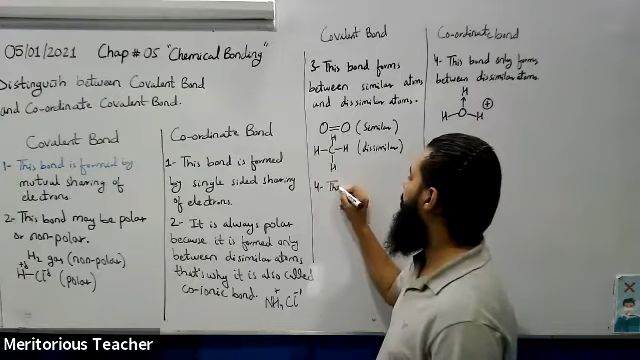 05/01/2021 Chap # 05 "Chemical Bonding"
Distinguish between Covalent Bond
and Co-ordinate Covalent Bond.
Covalent Bond
1- This bond is formed by
mutual sharing of
electrons.
2- This bond may be polar
or non-polar.
H₂ gas (non-polar)
H+δ—Clδ- (polar)
Co-ordinate Bond
1- This bond is formed
by single sided sharing
of electrons.
2- It is always polar
because it is formed only
between dissimilar atoms
that's why it is also called
co-ionic bond. NH₄+Cl-1
Covalent Bond
3- This bond forms
between similar atoms
and dissimilar atoms.
O=O (Semilar)
H
H-C-H (dissimilar)
H
4- Th
Co-ordinate bond
4- This bond only forms
between dissimilar atoms.
H
↑
H-O-H +
Meritorious Teacher